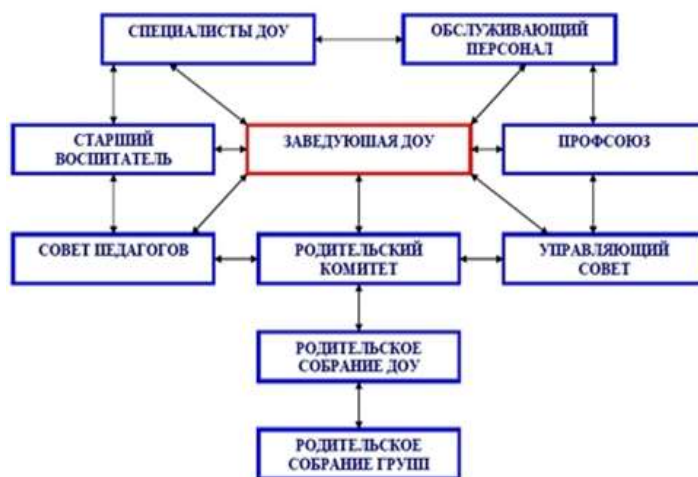 СПЕЦИАЛИСТЫ ДОУ
ОБСЛУЖИВАЮЩИЙ
ПЕРСОНАЛ
СТАРШИЙ
ВОСПИТАТЕЛЬ
ЗАВЕДУЮШАЯ ДОУ
ПРОФСОЮЗ
СОВЕТ ПЕДАГОГОВ
РОДИТЕЛЬСКИЙ
КОМИТЕТ
УПРАВЛЯЮЩИЙ
СОВЕТ
РОДИТЕЛЬСКОЕ
СОБРАНИЕ ДОУ
РОДИТЕЛЬСКОЕ
СОБРАНИЕ ГРУПП